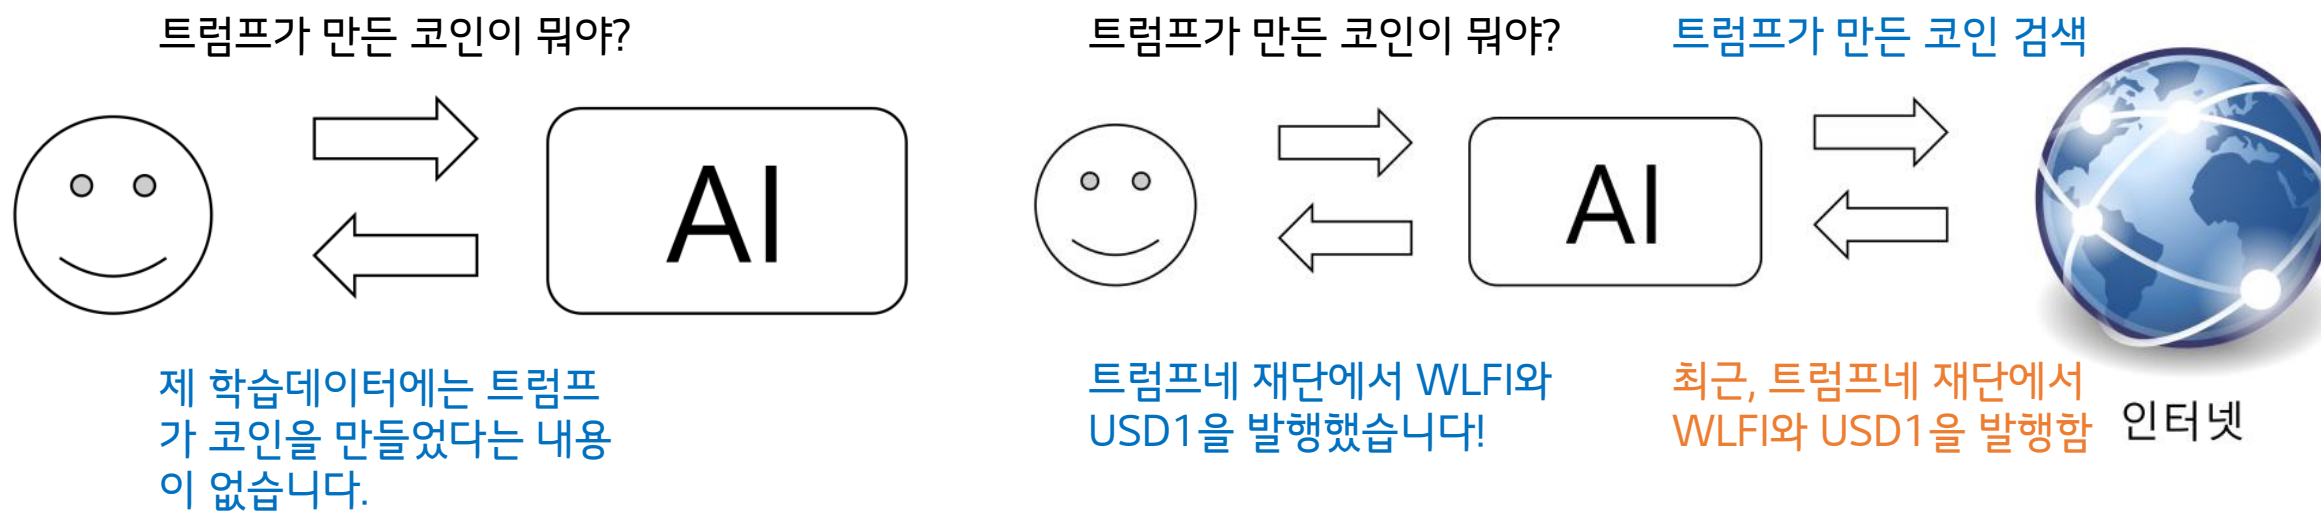 트럼프가 만든 코인이 뭐야?
AI
제 학습데이터에는 트럼프
가 코인을 만들었다는 내용
이 없습니다.
트럼프가 만든 코인이 뭐야?
트럼프가 만든 코인 검색
AI
트럼프네 재단에서 WLFI와
USD1을 발행했습니다!
최근, 트럼프네 재단에서
WLFI와 USD1을 발행함
인터넷